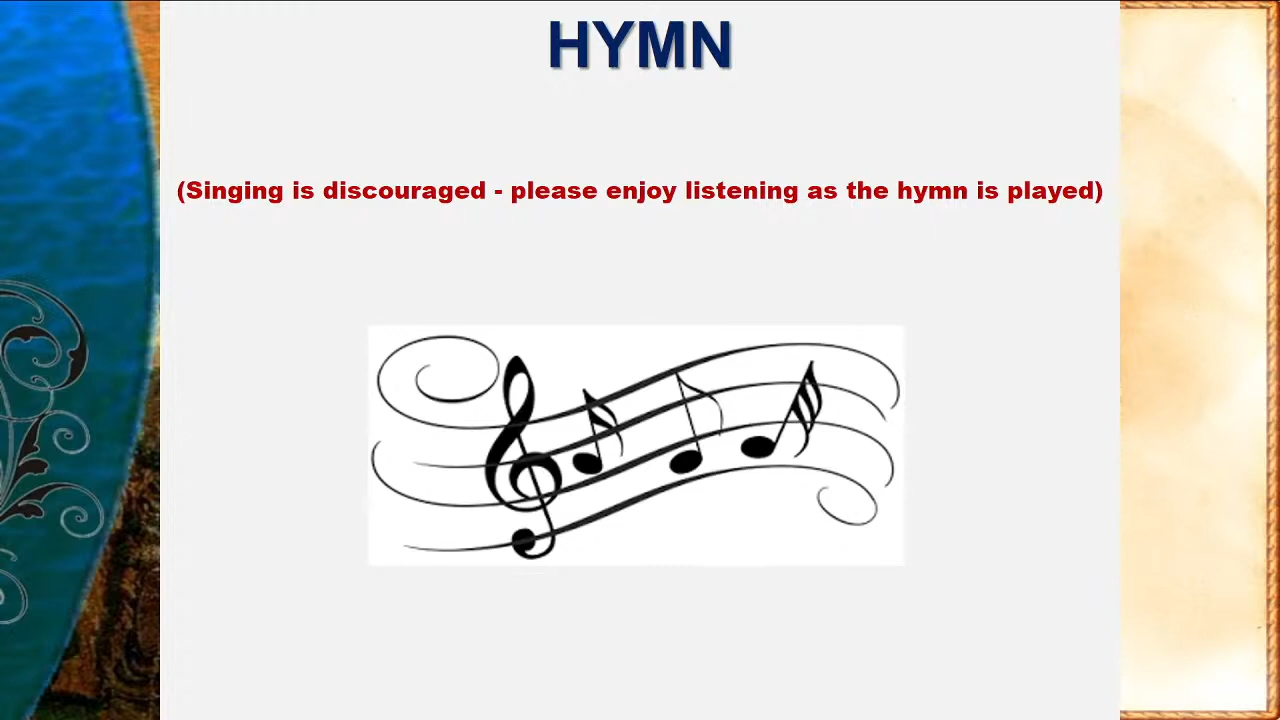 HYMN
(Singing is discouraged - please enjoy listening as the hymn is played)